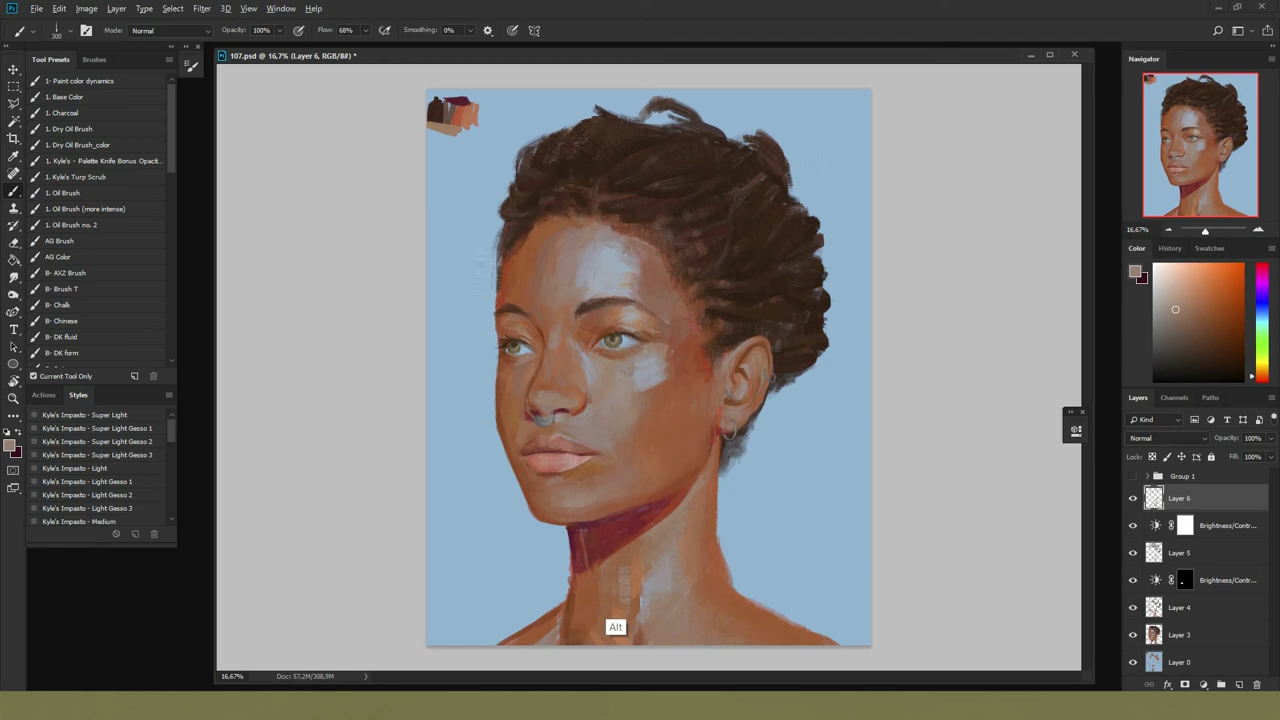 Ps File Edit Image Layer Type Select Filter 3D View Window Help
300 Mode: Normal Opacity: 100% Flow: 68% Smoothing: 0%
Tool Presets Brushes
1- Paint color dynamics
1. Base Color
1. Charcoal
1. Dry Oil Brush
1. Dry Oil Brush_color
1. Kyle's - Palette Knife Bonus Opacit...
1. Kyle's Turp Scrub
1. Oil Brush
1. Oil Brush (more intense)
1. Oil Brush no. 2
AG Brush
AG Color
B- AXZ Brush
B- Brush T
B- Chalk
B- Chinese
B- DK fluid
B- DK form
Current Tool Only
Actions Styles
Kyle's Impasto - Super Light
Kyle's Impasto - Super Light Gesso 1
Kyle's Impasto - Super Light Gesso 2
Kyle's Impasto - Super Light Gesso 3
Kyle's Impasto - Light
Kyle's Impasto - Light Gesso 1
Kyle's Impasto - Light Gesso 2
Kyle's Impasto - Light Gesso 3
Kyle's Impasto - Medium
Ps 107.psd @ 16,7% (Layer 6, RGB/8#) *
Alt
16,67% Doc: 57,2M/308,9M
Navigator
16,67%
Color History Swatches
Layers Channels Paths
Kind
Normal Opacity: 100%
Lock: Fill: 100%
Group 1
Layer 6
Brightness/Contr...
Layer 5
Brightness/Contr...
Layer 4
Layer 3
Layer 0
fx